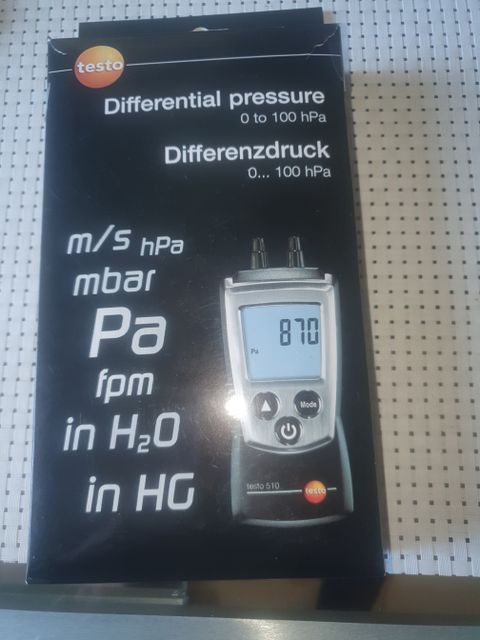 testo
Differential pressure
0 to 100 hPa
Differenzdruck
0... 100 hPa
m/s hPa
mbar
Pa
fpm
in H₂O
in HG
870
Pa
Mode
testo 510
testo